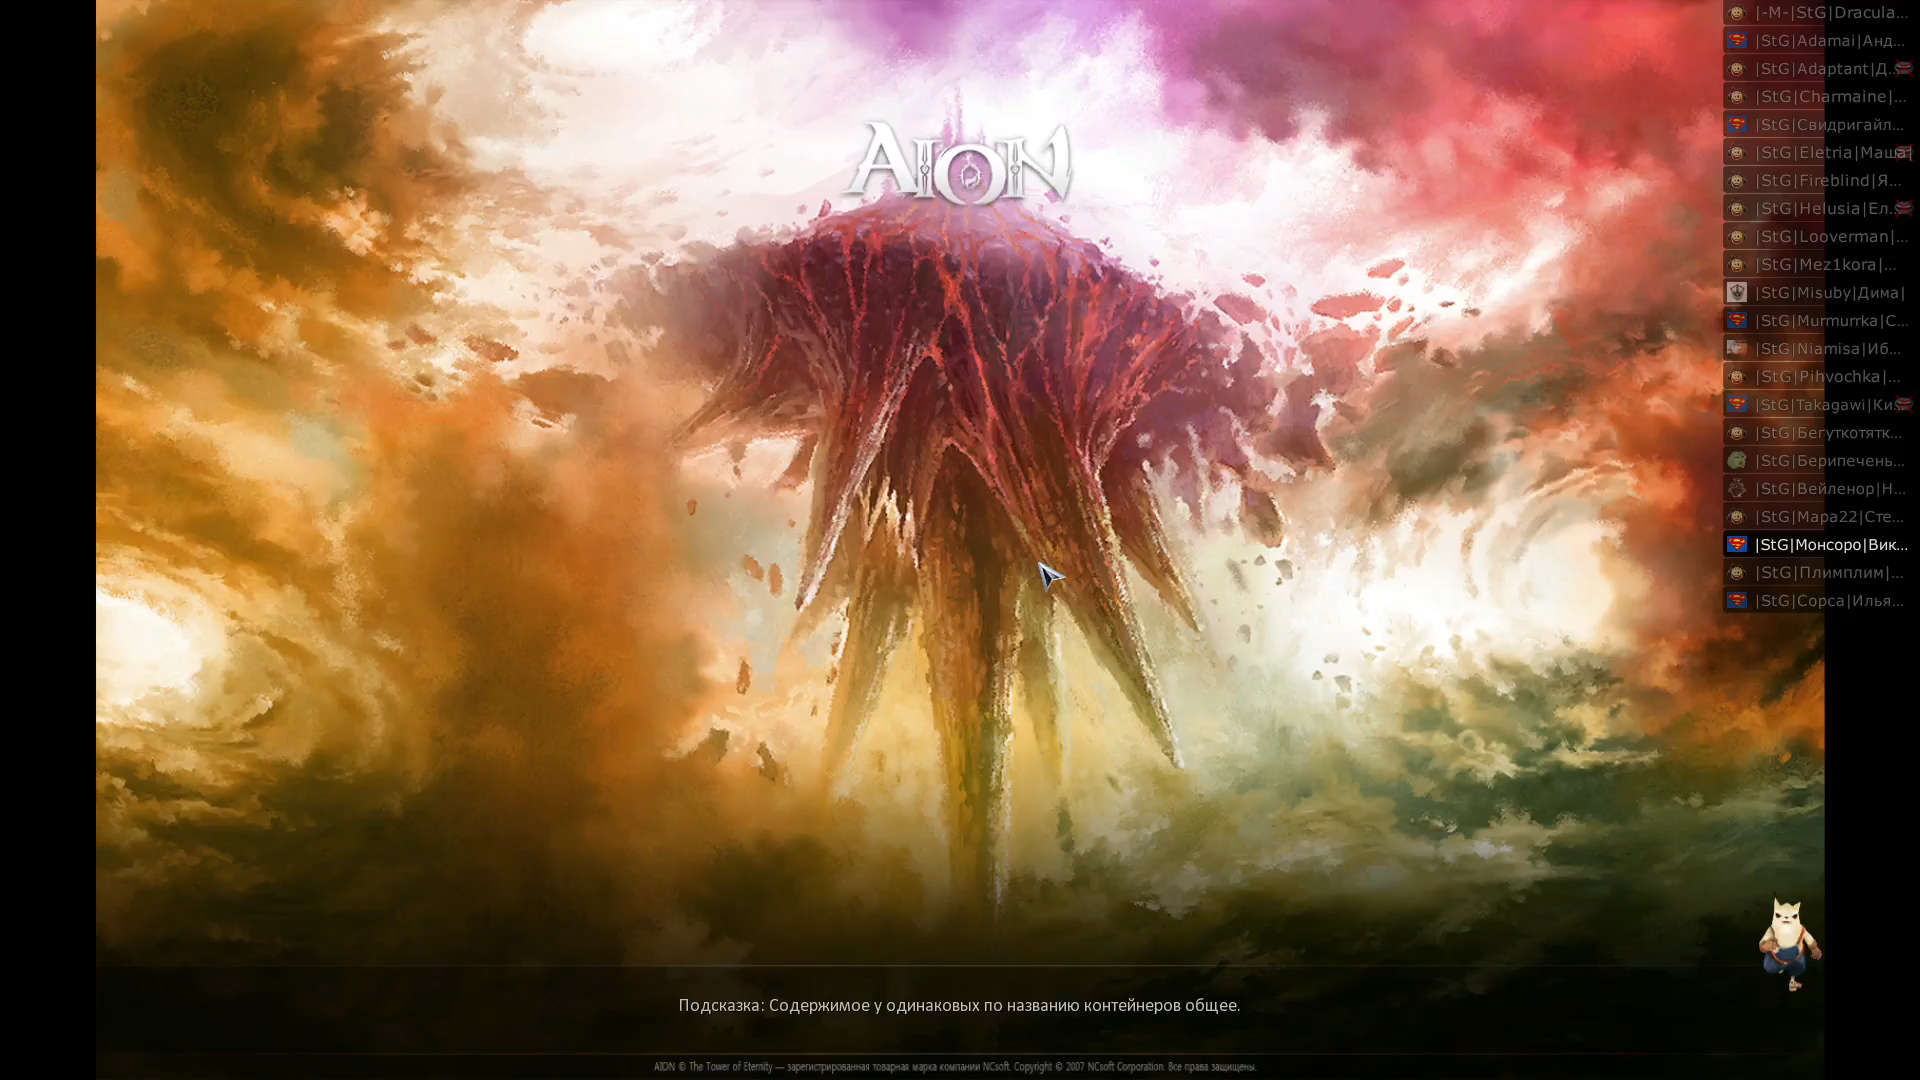 AION
|-M-|StG|Dracula...
|StG|Adamai|Анд...
|StG|Adaptant|Д...
|StG|Charmaine|...
|StG|Свидригайл...
|StG|Eletria|Маша|
|StG|Fireblind|Я...
|StG|Helusia|Ел...
|StG|Looverman|...
|StG|Mez1kora|...
|StG|Misuby|Дима|
|StG|Murmurrka|С...
|StG|Niamisa|Иб...
|StG|Pihvochka|...
|StG|Takagawi|Ки...
|StG|Бегуткотятк...
|StG|Берипечень...
|StG|Вейленор|Н...
|StG|Мара22|Сте...
|StG|Монсоро|Вик...
|StG|Плимплим|...
|StG|Сорса|Илья...
Подсказка: Содержимое у одинаковых по названию контейнеров общее.
AION © The Tower of Eternity — зарегистрированная товарная марка компании NCsoft. Copyright © 2007 NCsoft Corporation. Все права защищены.